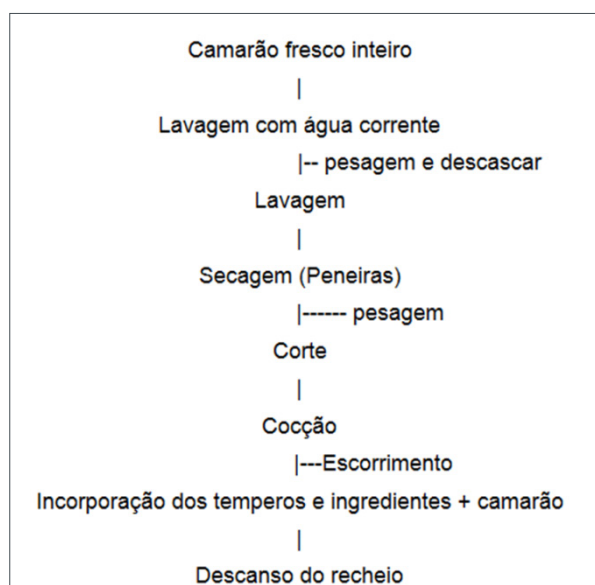 Camarão fresco inteiro
|
Lavagem com água corrente
|-- pesagem e descascar
Lavagem
|
Secagem (Peneiras)
|------ pesagem
Corte
|
Cocção
|---Escorrimento
Incorporação dos temperos e ingredientes + camarão
|
Descanso do recheio